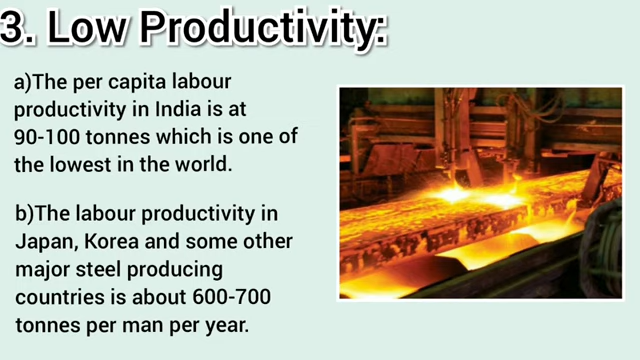 3. Low Productivity:
a)The per capita labour
productivity in India is at
90-100 tonnes which is one of
the lowest in the world.
b)The labour productivity in
Japan, Korea and some other
major steel producing
countries is about 600-700
tonnes per man per year.